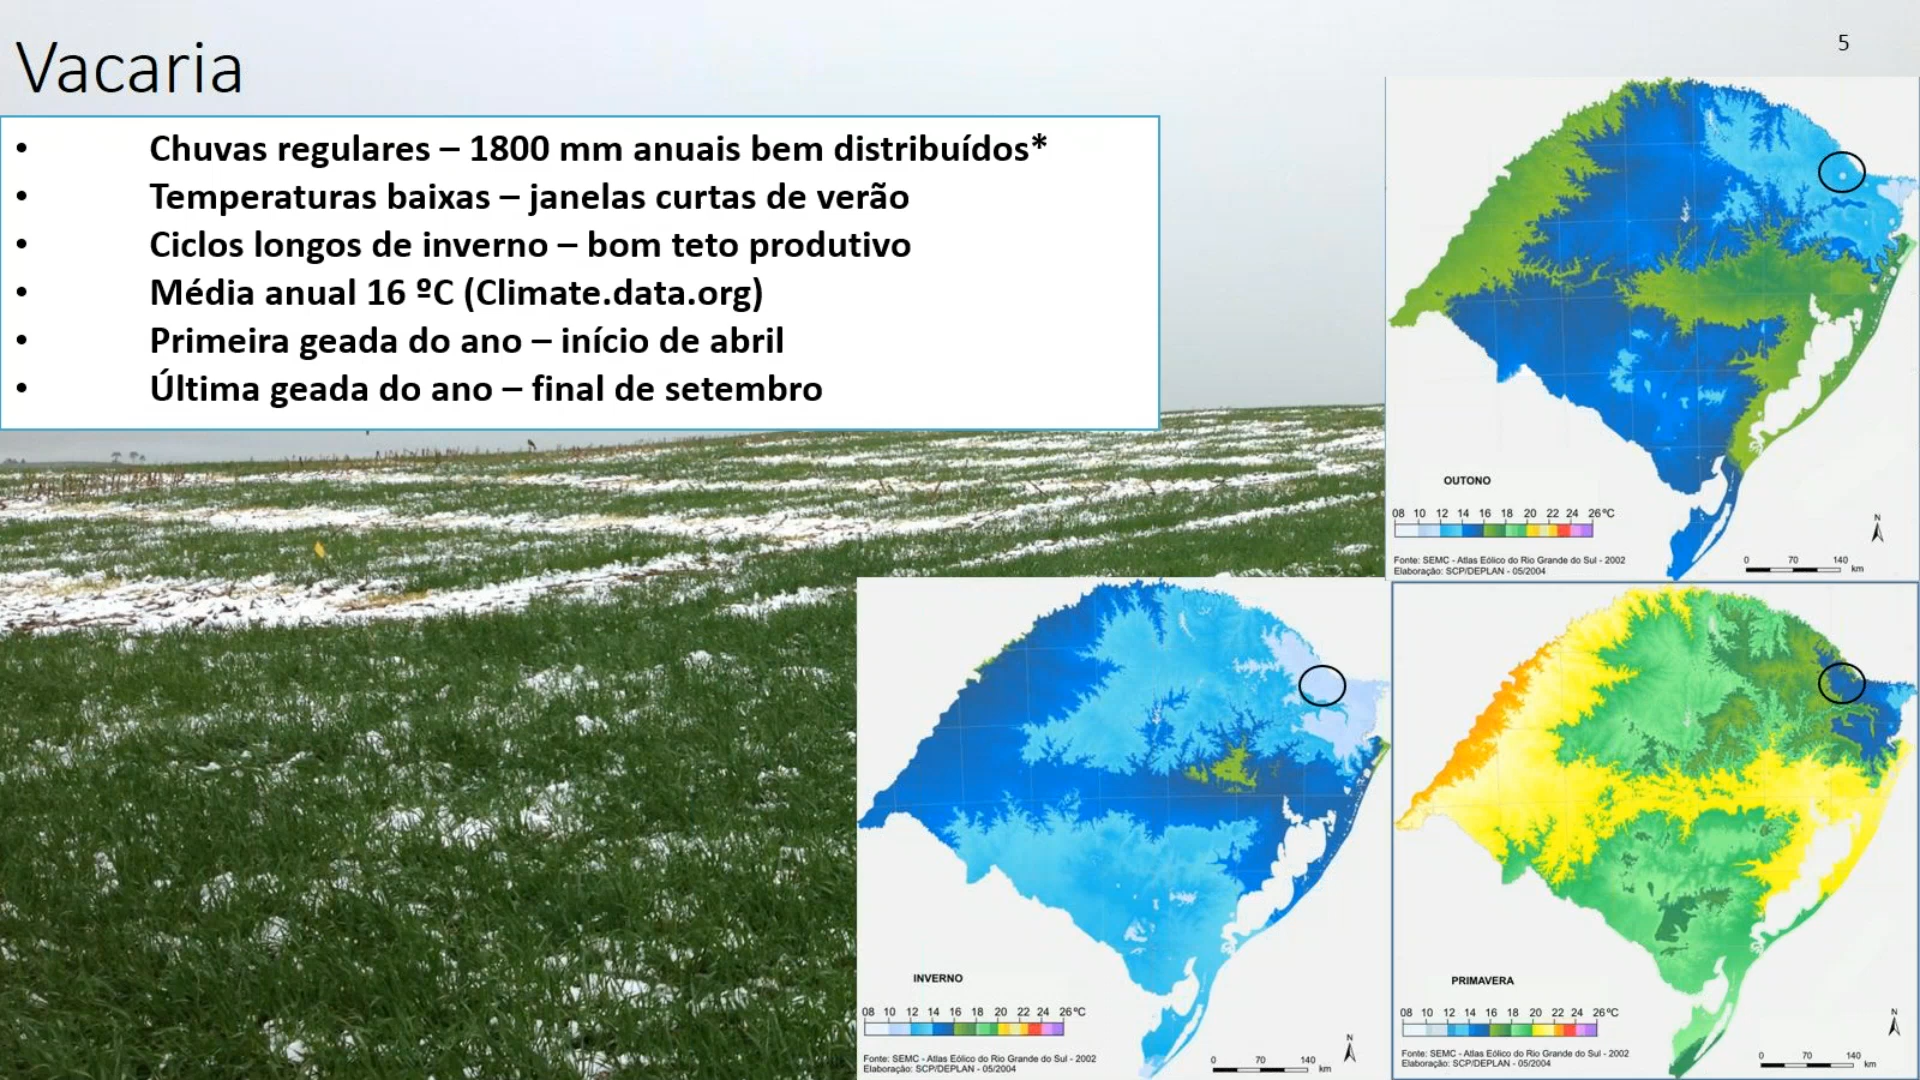 Vacaria
5
• Chuvas regulares – 1800 mm anuais bem distribuídos*
• Temperaturas baixas – janelas curtas de verão
• Ciclos longos de inverno – bom teto produtivo
• Média anual 16 ºC (Climate.data.org)
• Primeira geada do ano – início de abril
• Última geada do ano – final de setembro
OUTONO
08 10 12 14 16 18 20 22 24 26ºC
N
Fonte: SEMC - Atlas Eólico do Rio Grande do Sul - 2002
Elaboração: SCP/DEPLAN - 05/2004
0 70 140
km
INVERNO
08 10 12 14 16 18 20 22 24 26ºC
N
Fonte: SEMC - Atlas Eólico do Rio Grande do Sul - 2002
Elaboração: SCP/DEPLAN - 05/2004
0 70 140
km
PRIMAVERA
08 10 12 14 16 18 20 22 24 26ºC
N
Fonte: SEMC - Atlas Eólico do Rio Grande do Sul - 2002
Elaboração: SCP/DEPLAN - 05/2004
0 70 140
km